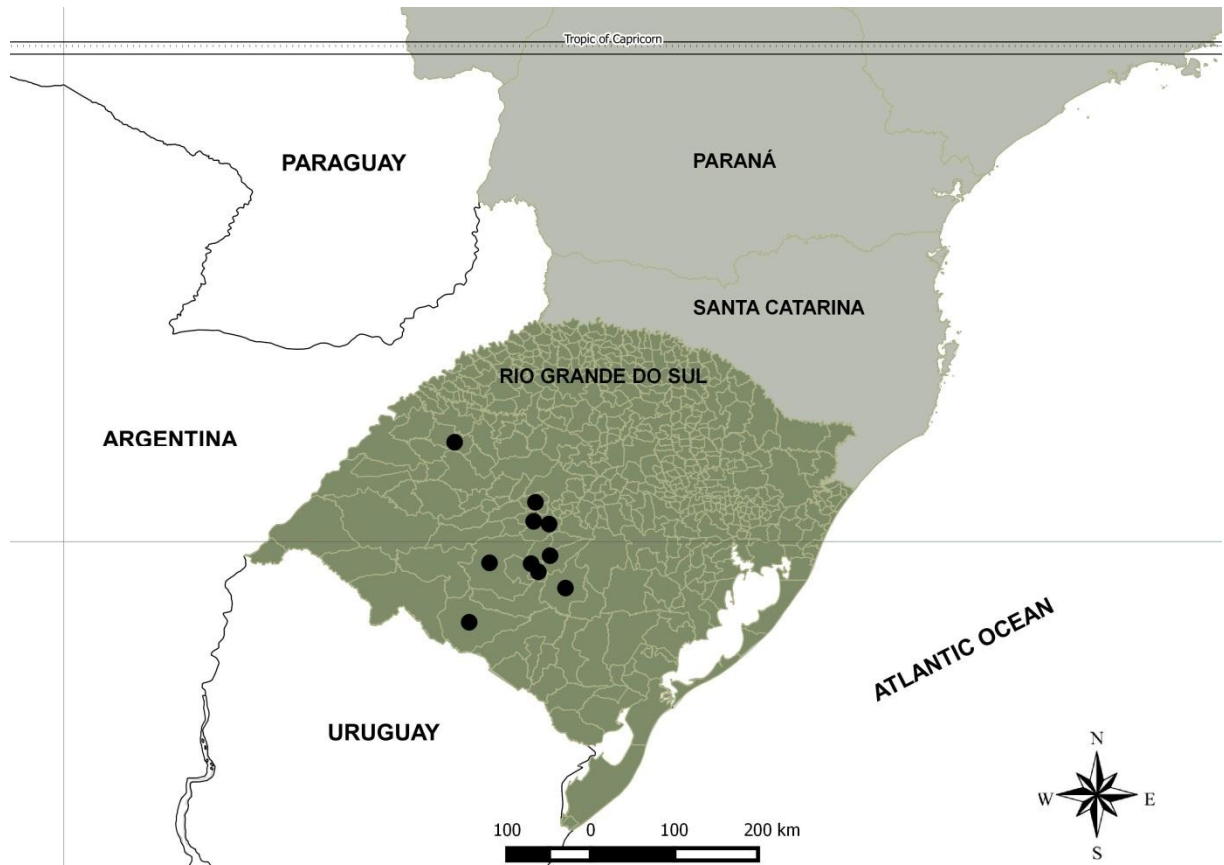 Tropic of Capricorn
PARAGUAY
PARANÁ
SANTA CATARINA
RIO GRANDE DO SUL
ARGENTINA
ATLANTIC OCEAN
URUGUAY
N
W E
S
100 0 100 200 km